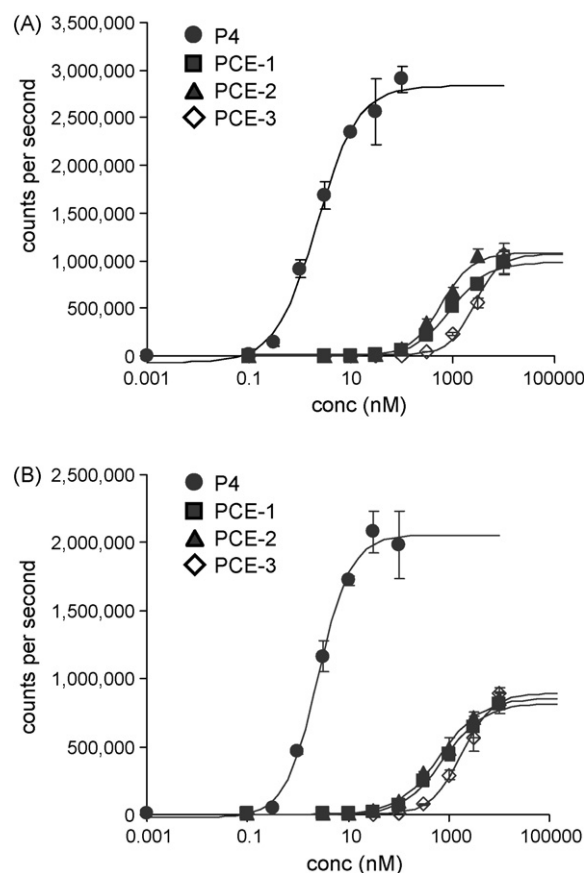 (A)
P4
PCE-1
PCE-2
PCE-3
counts per second
3,500,000
3,000,000
2,500,000
2,000,000
1,500,000
1,000,000
500,000
0
0.001
0.1
10
1000
100000
conc (nM)
(B)
P4
PCE-1
PCE-2
PCE-3
counts per second
2,500,000
2,000,000
1,500,000
1,000,000
500,000
0
0.001
0.1
10
1000
100000
conc (nM)